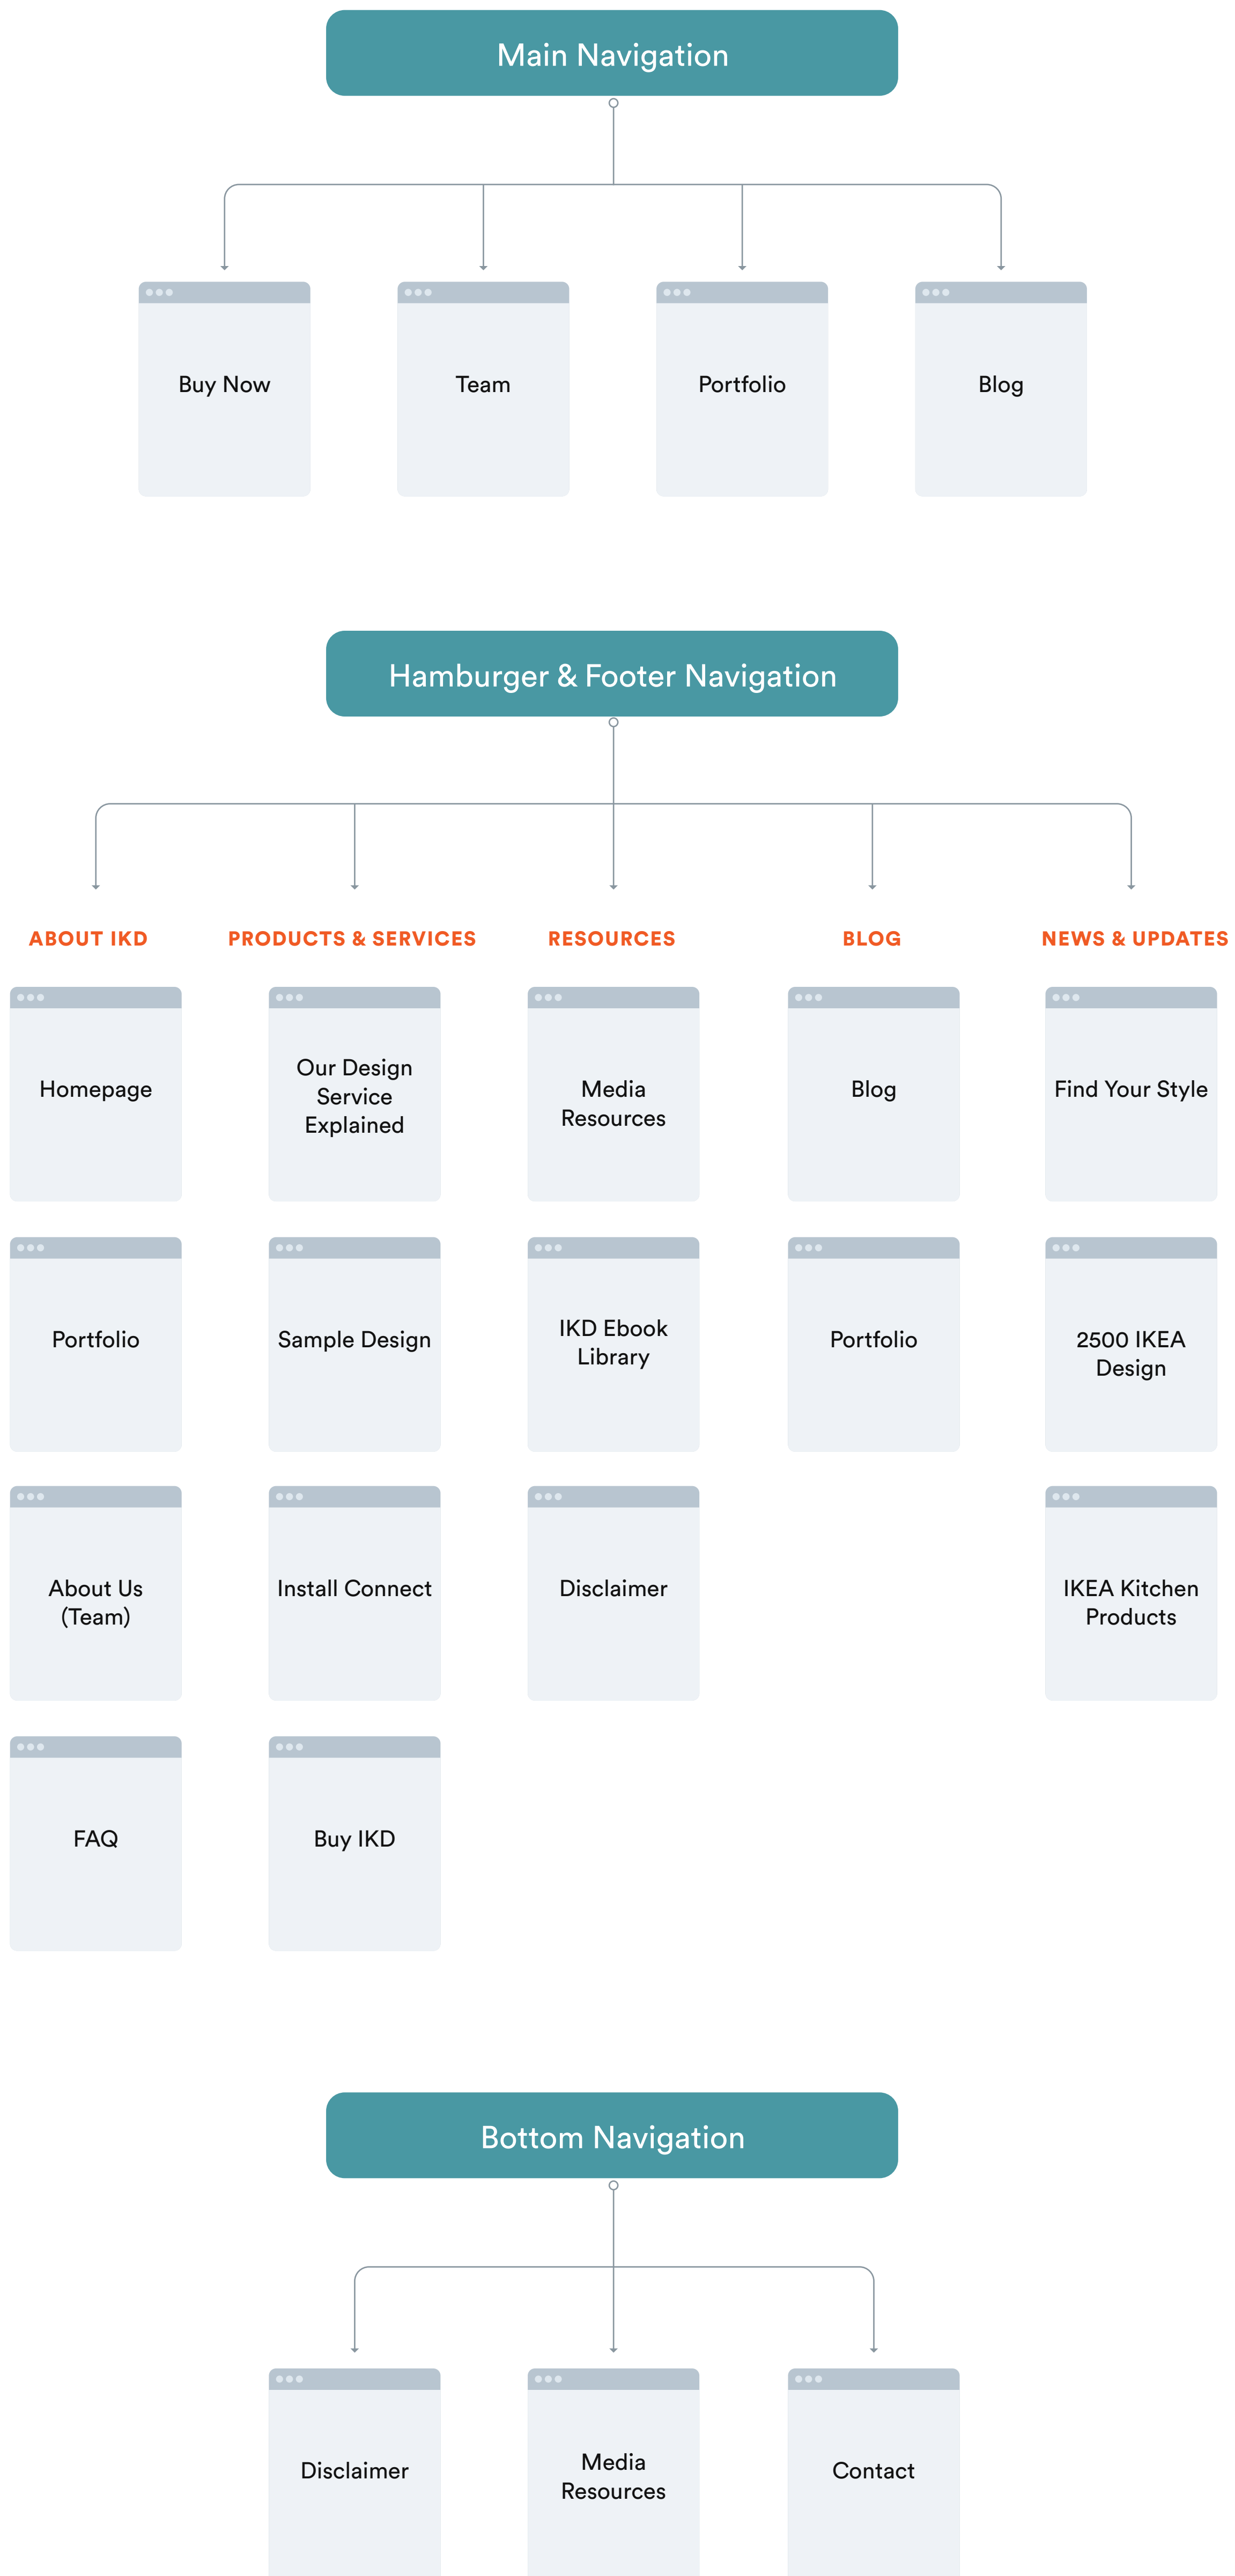 Main Navigation
Buy Now
Team
Portfolio
Blog
Hamburger & Footer Navigation
ABOUT IKD
PRODUCTS & SERVICES
RESOURCES
BLOG
NEWS & UPDATES
Homepage
Our Design
Service
Explained
Media
Resources
Blog
Find Your Style
Portfolio
Sample Design
IKD Ebook
Library
Portfolio
2500 IKEA
Design
About Us
(Team)
Install Connect
Disclaimer
IKEA Kitchen
Products
FAQ
Buy IKD
Bottom Navigation
Disclaimer
Media
Resources
Contact